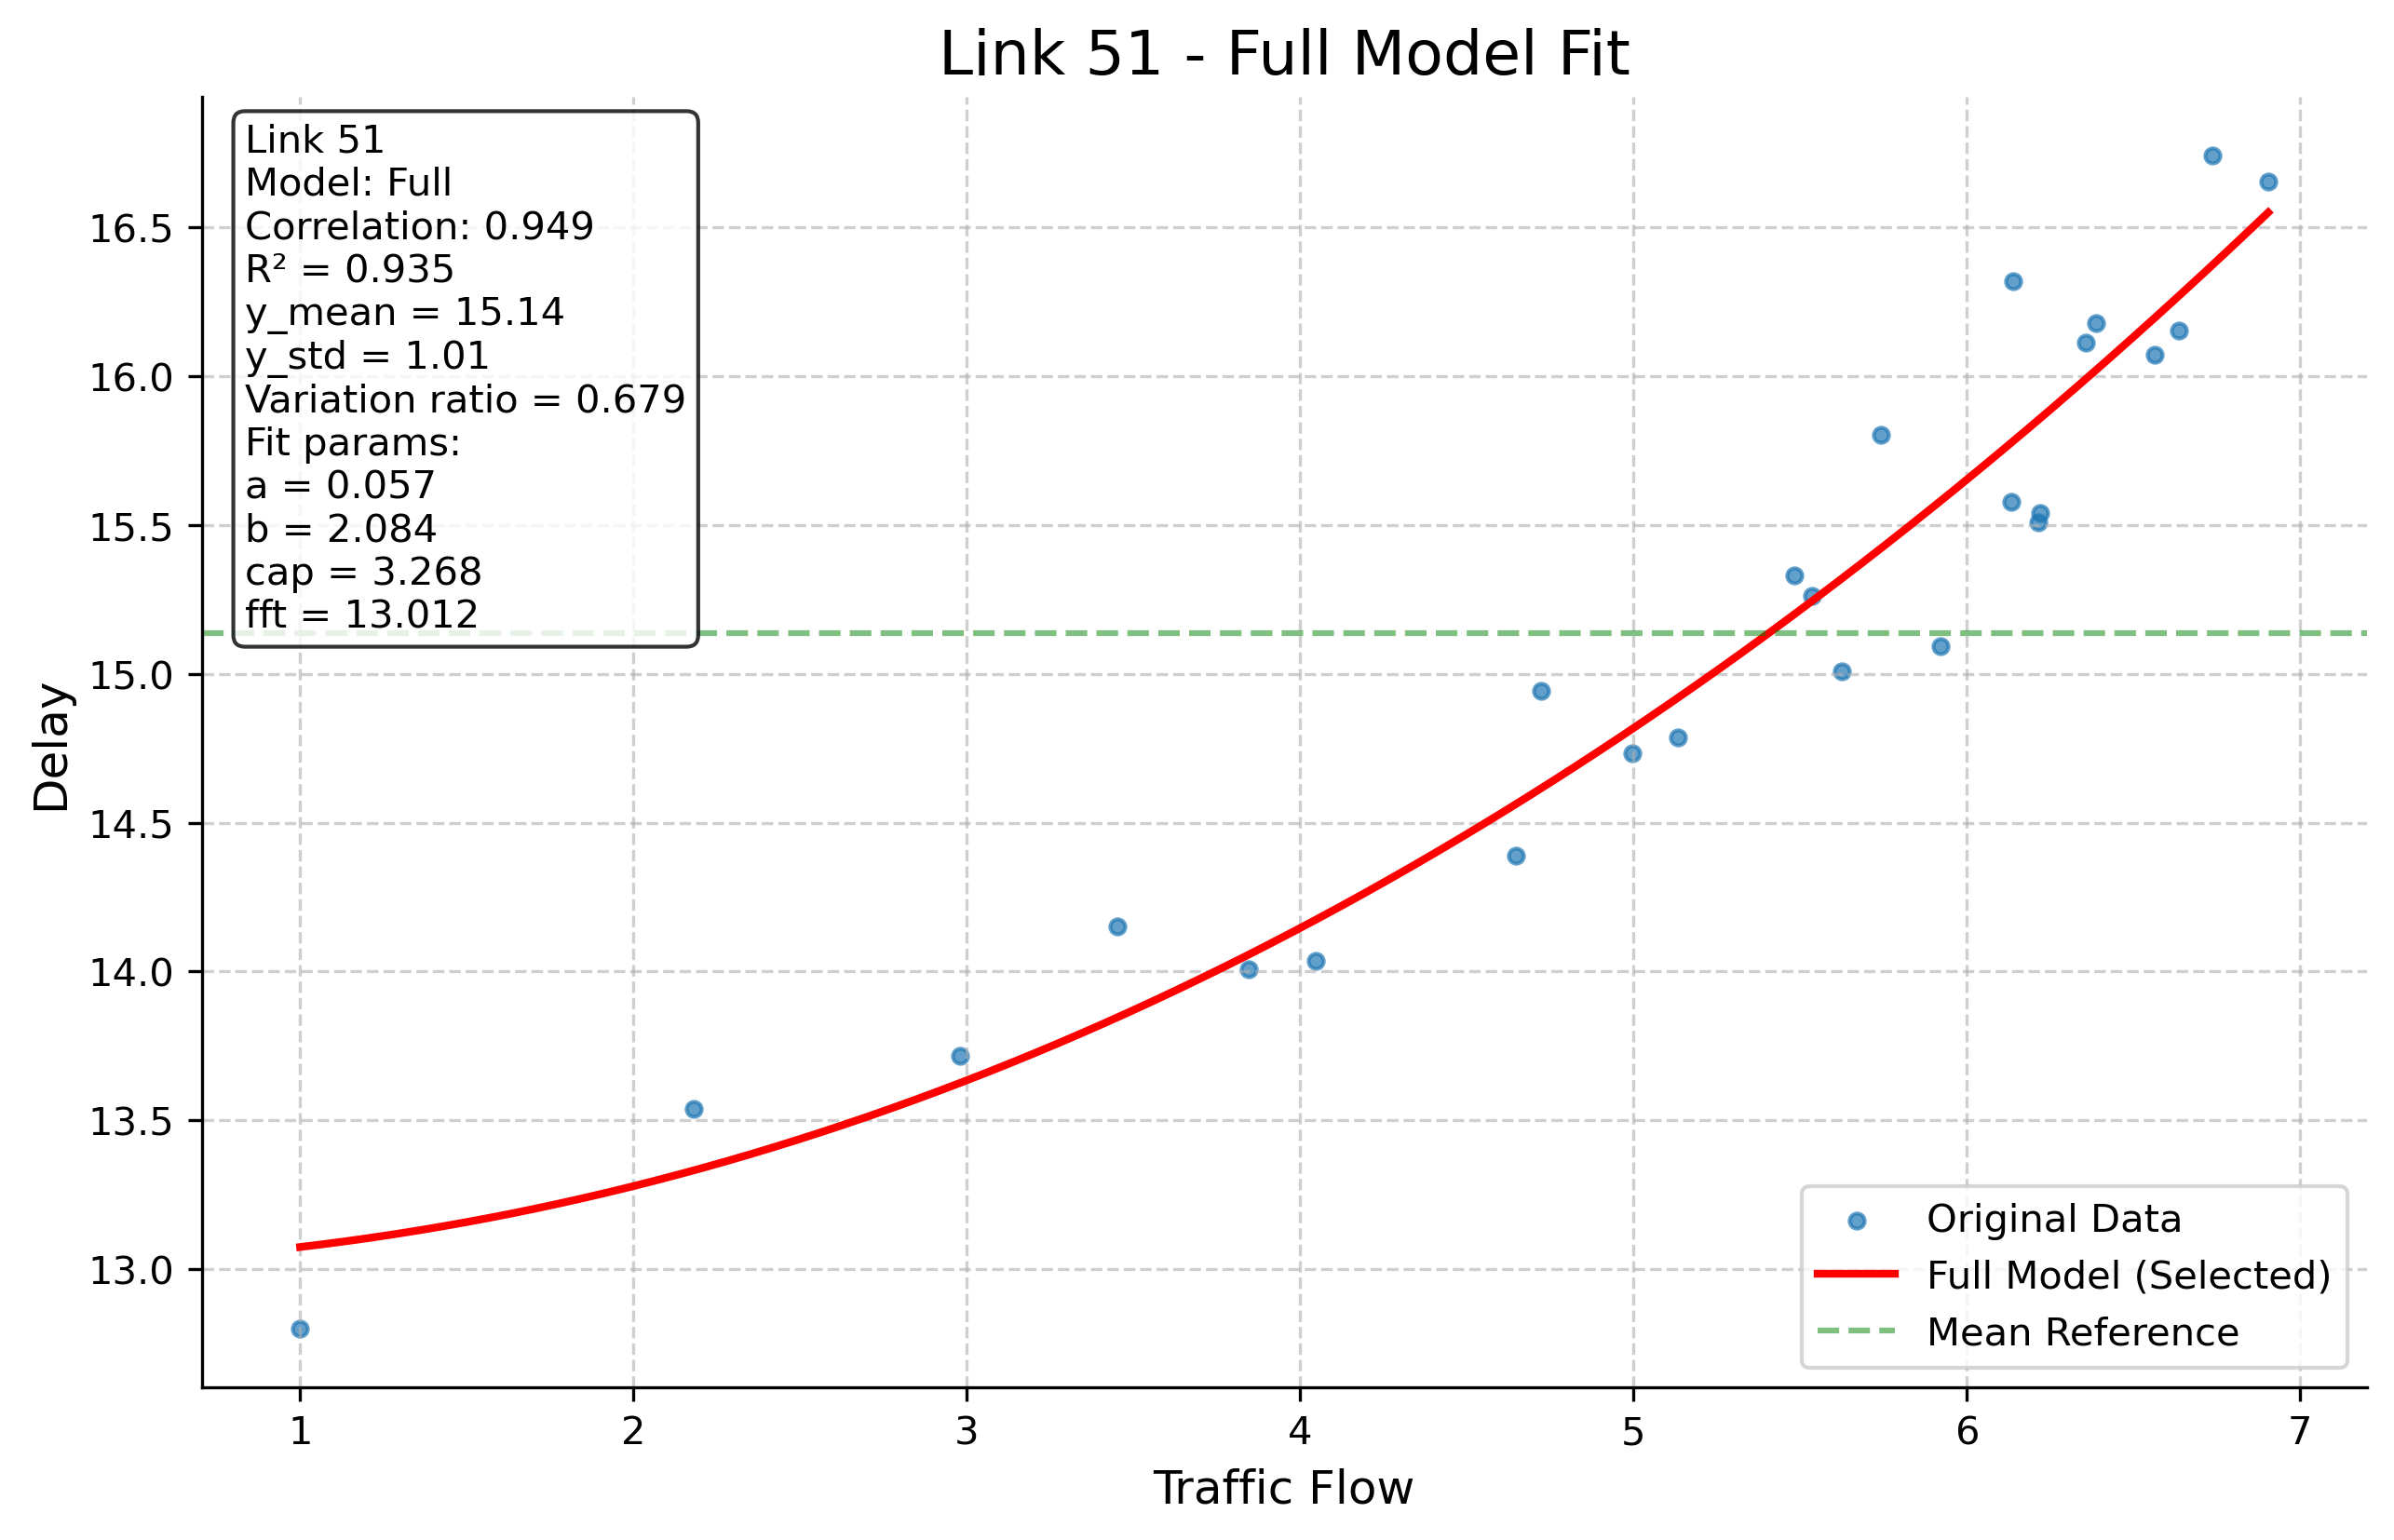 Link 51 - Full Model Fit
Link 51
Model: Full
Correlation: 0.949
R² = 0.935
y_mean = 15.14
y_std = 1.01
Variation ratio = 0.679
Fit params:
a = 0.057
b = 2.084
cap = 3.268
fft = 13.012
16.5
16.0
15.5
15.0
14.5
14.0
13.5
13.0
Delay
Original Data
Full Model (Selected)
Mean Reference
1 2 3 4 5 6 7
Traffic Flow